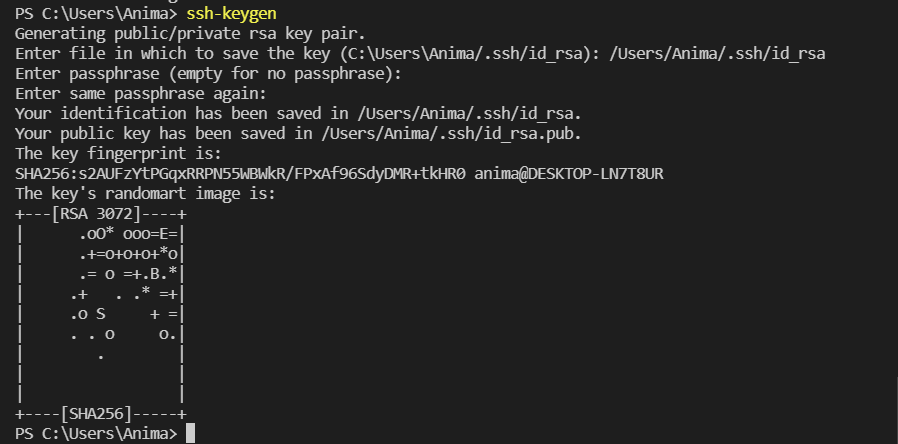 PS C:\Users\Anima> ssh-keygen
Generating public/private rsa key pair.
Enter file in which to save the key (C:\Users\Anima/.ssh/id_rsa): /Users/Anima/.ssh/id_rsa
Enter passphrase (empty for no passphrase):
Enter same passphrase again:
Your identification has been saved in /Users/Anima/.ssh/id_rsa.
Your public key has been saved in /Users/Anima/.ssh/id_rsa.pub.
The key fingerprint is:
SHA256:s2AUFzYtPGqxRRPN55WBWkR/FPxAf96SdyDMR+tkHR0 anima@DESKTOP-LN7T8UR
The key's randomart image is:
+---[RSA 3072]----+
|      .oO* ooo=E=|
|      .+=o+o+o+*o|
|      .= o =+.B.*|
|     .+   . .* =+|
|     .o S     + =|
|     . . o     o.|
|        .        |
|                 |
|                 |
+----[SHA256]-----+
PS C:\Users\Anima>